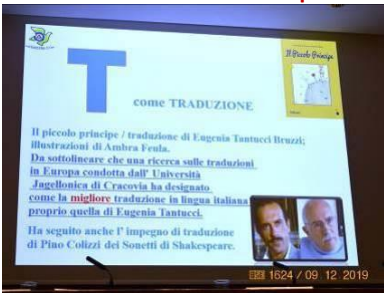 Il Piccolo Principe
T
come TRADUZIONE
Il piccolo principe / traduzione di Eugenia Tantucci Bruzzi;
illustrazioni di Ambra Feula.
Da sottolineare che una ricerca sulle traduzioni
in Europa condotta dall' Università
Jagellonica di Cracovia ha designato
come la migliore traduzione in lingua italiana
proprio quella di Eugenia Tantucci.
Ha seguito anche l' impegno di traduzione
di Pino Colizzi dei Sonetti di Shakespeare.
1624 / 09. 12. 2019